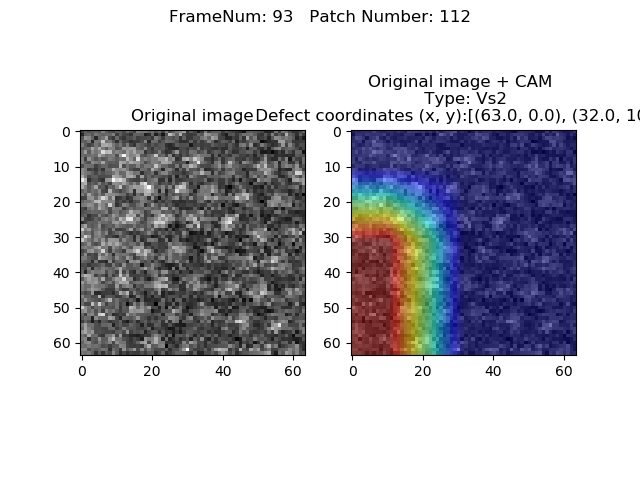 FrameNum: 93   Patch Number: 112
Original image + CAM
Type: Vs2
Original image
Defect coordinates (x, y):[(63.0, 0.0), (32.0, 10
0
10
20
30
40
50
60
0 20 40 60
0
10
20
30
40
50
60
0 20 40 60